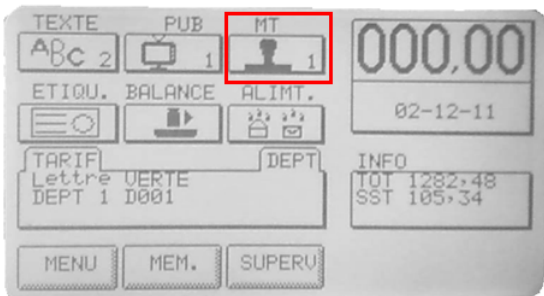 TEXTE PUB MT
ABC 2 1 1
000,00
ETIQU. BALANCE ALIMT.
02-12-11
TARIF DEPT
Lettre VERTE
DEPT 1 D001
INFO
TOT 1282,48
SST 105,34
MENU MEM. SUPERV